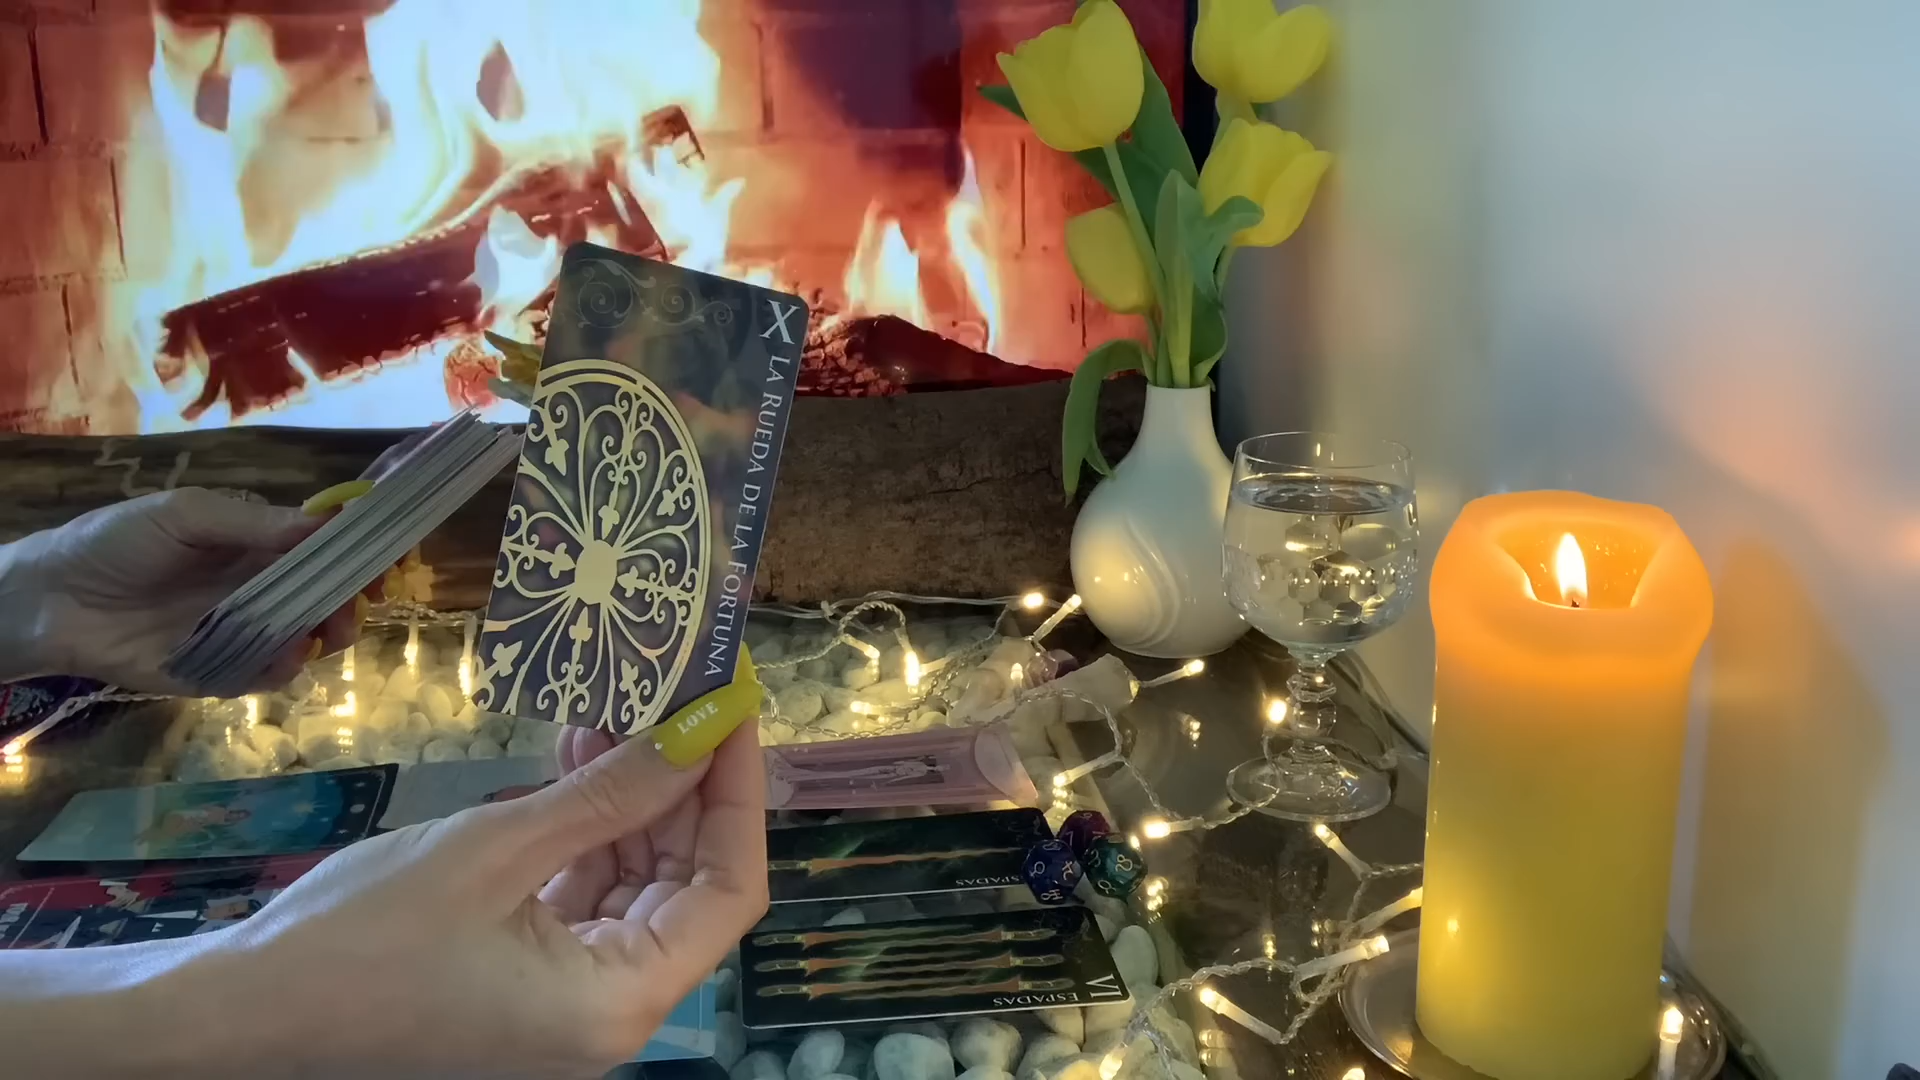 X LA RUEDA DE LA FORTUNA
LOVE
ESPADAS
VI ESPADAS